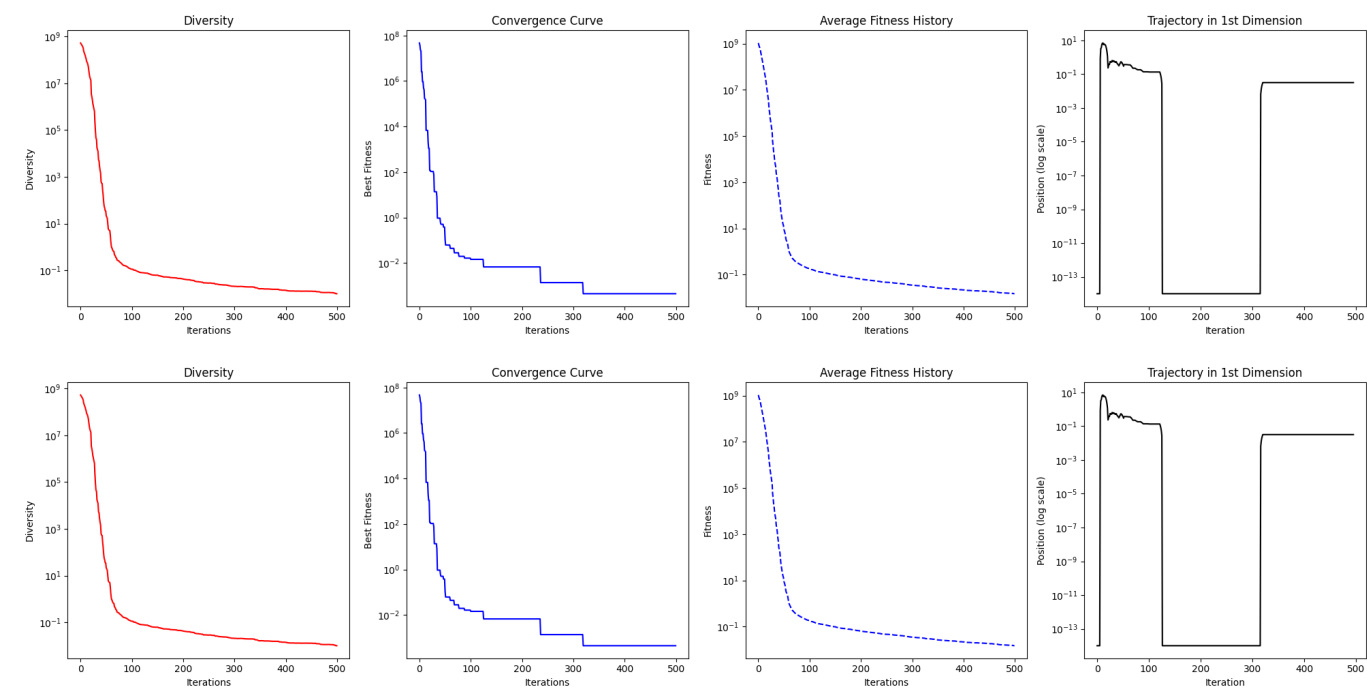 Diversity
Convergence Curve
Average Fitness History
Trajectory in 1st Dimension
Diversity
10^9
10^7
10^5
10^3
10^1
10^−1
0 100 200 300 400 500
Iterations
Best Fitness
10^8
10^6
10^4
10^2
10^0
10^−2
0 100 200 300 400 500
Iterations
Fitness
10^9
10^7
10^5
10^3
10^1
10^−1
0 100 200 300 400 500
Iterations
Position (log scale)
10^1
10^−1
10^−3
10^−5
10^−7
10^−9
10^−11
10^−13
0 100 200 300 400 500
Iteration
Diversity
Convergence Curve
Average Fitness History
Trajectory in 1st Dimension
Diversity
10^9
10^7
10^5
10^3
10^1
10^−1
0 100 200 300 400 500
Iterations
Best Fitness
10^8
10^6
10^4
10^2
10^0
10^−2
0 100 200 300 400 500
Iterations
Fitness
10^9
10^7
10^5
10^3
10^1
10^−1
0 100 200 300 400 500
Iterations
Position (log scale)
10^1
10^−1
10^−3
10^−5
10^−7
10^−9
10^−11
10^−13
0 100 200 300 400 500
Iteration